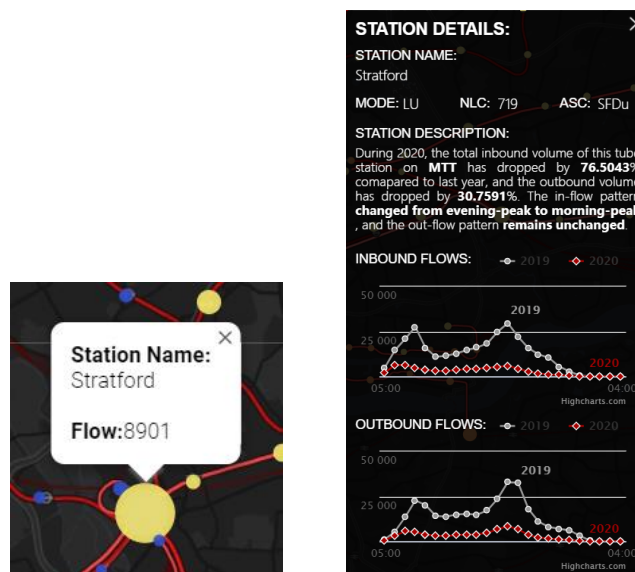 Station Name:
Stratford
Flow:8901
×
STATION DETAILS:
STATION NAME:
Stratford
MODE: LU NLC: 719 ASC: SFDu
STATION DESCRIPTION:
During 2020, the total inbound volume of this tube
station on MTT has dropped by 76.5043%
comapared to last year, and the outbound volume
has dropped by 30.7591%. The in-flow pattern
changed from evening-peak to morning-peak
, and the out-flow pattern remains unchanged.
INBOUND FLOWS: 2019 2020
50 000
2019
25 000
2020
05:00 04:00
Highcharts.com
OUTBOUND FLOWS: 2019 2020
50 000
2019
25 000
2020
05:00 04:00
Highcharts.com